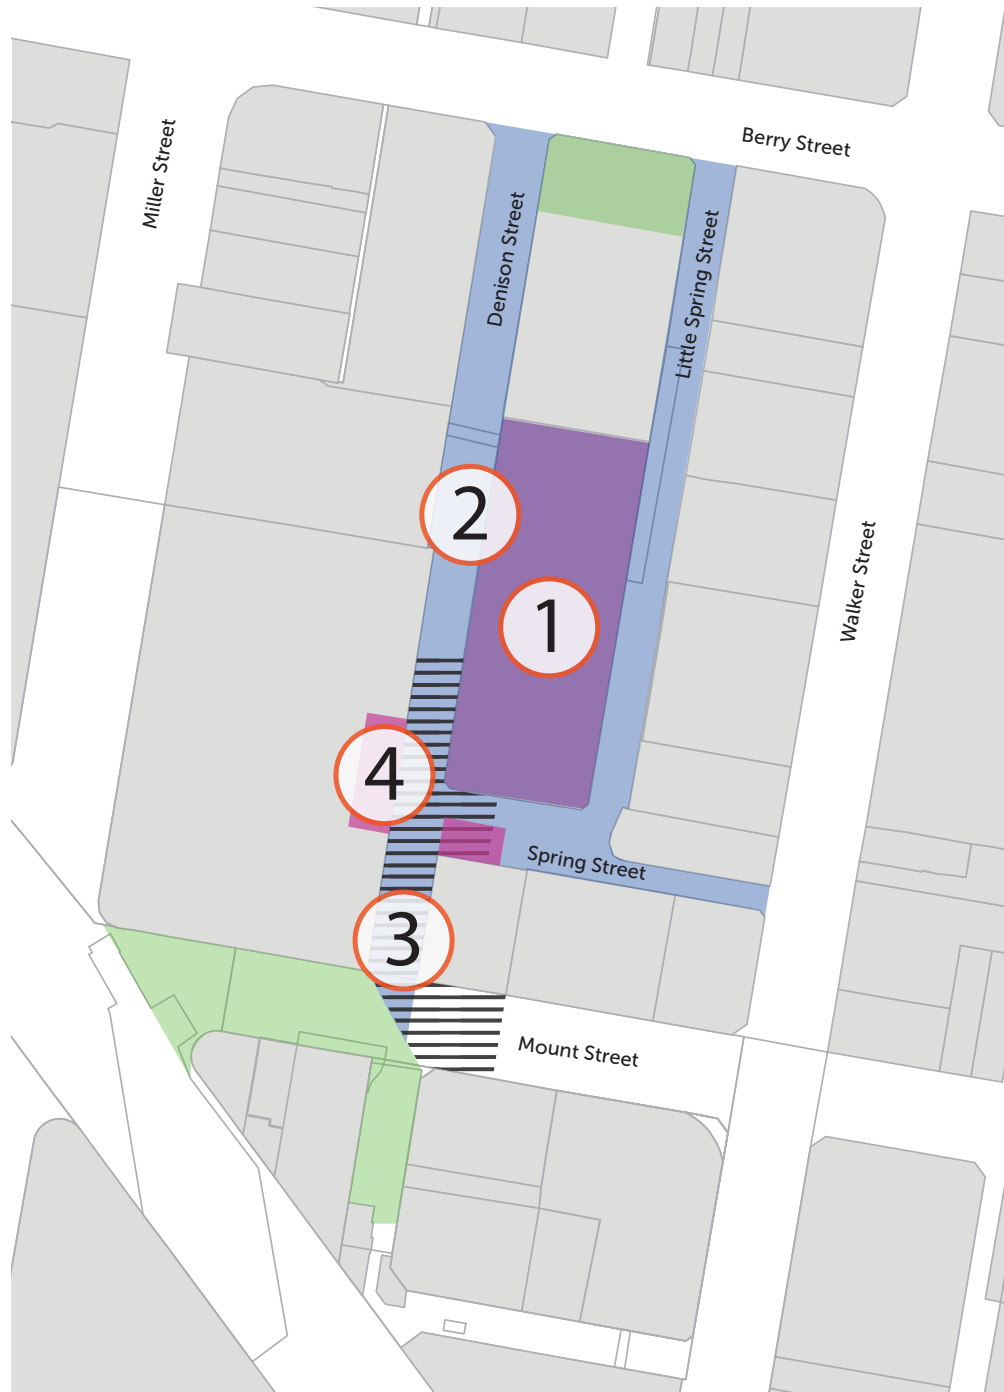 Berry Street
Miller Street
Denison Street
Little Spring Street
2
1
Walker Street
4
Spring Street
3
Mount Street